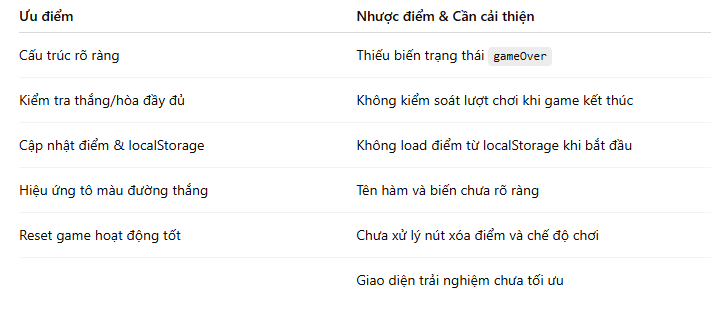 Ưu điểm Nhược điểm & Cần cải thiện
Cấu trúc rõ ràng Thiếu biến trạng thái gameOver
Kiểm tra thắng/hòa đầy đủ Không kiểm soát lượt chơi khi game kết thúc
Cập nhật điểm & localStorage Không load điểm từ localStorage khi bắt đầu
Hiệu ứng tô màu đường thắng Tên hàm và biến chưa rõ ràng
Reset game hoạt động tốt Chưa xử lý nút xóa điểm và chế độ chơi
Giao diện trải nghiệm chưa tối ưu